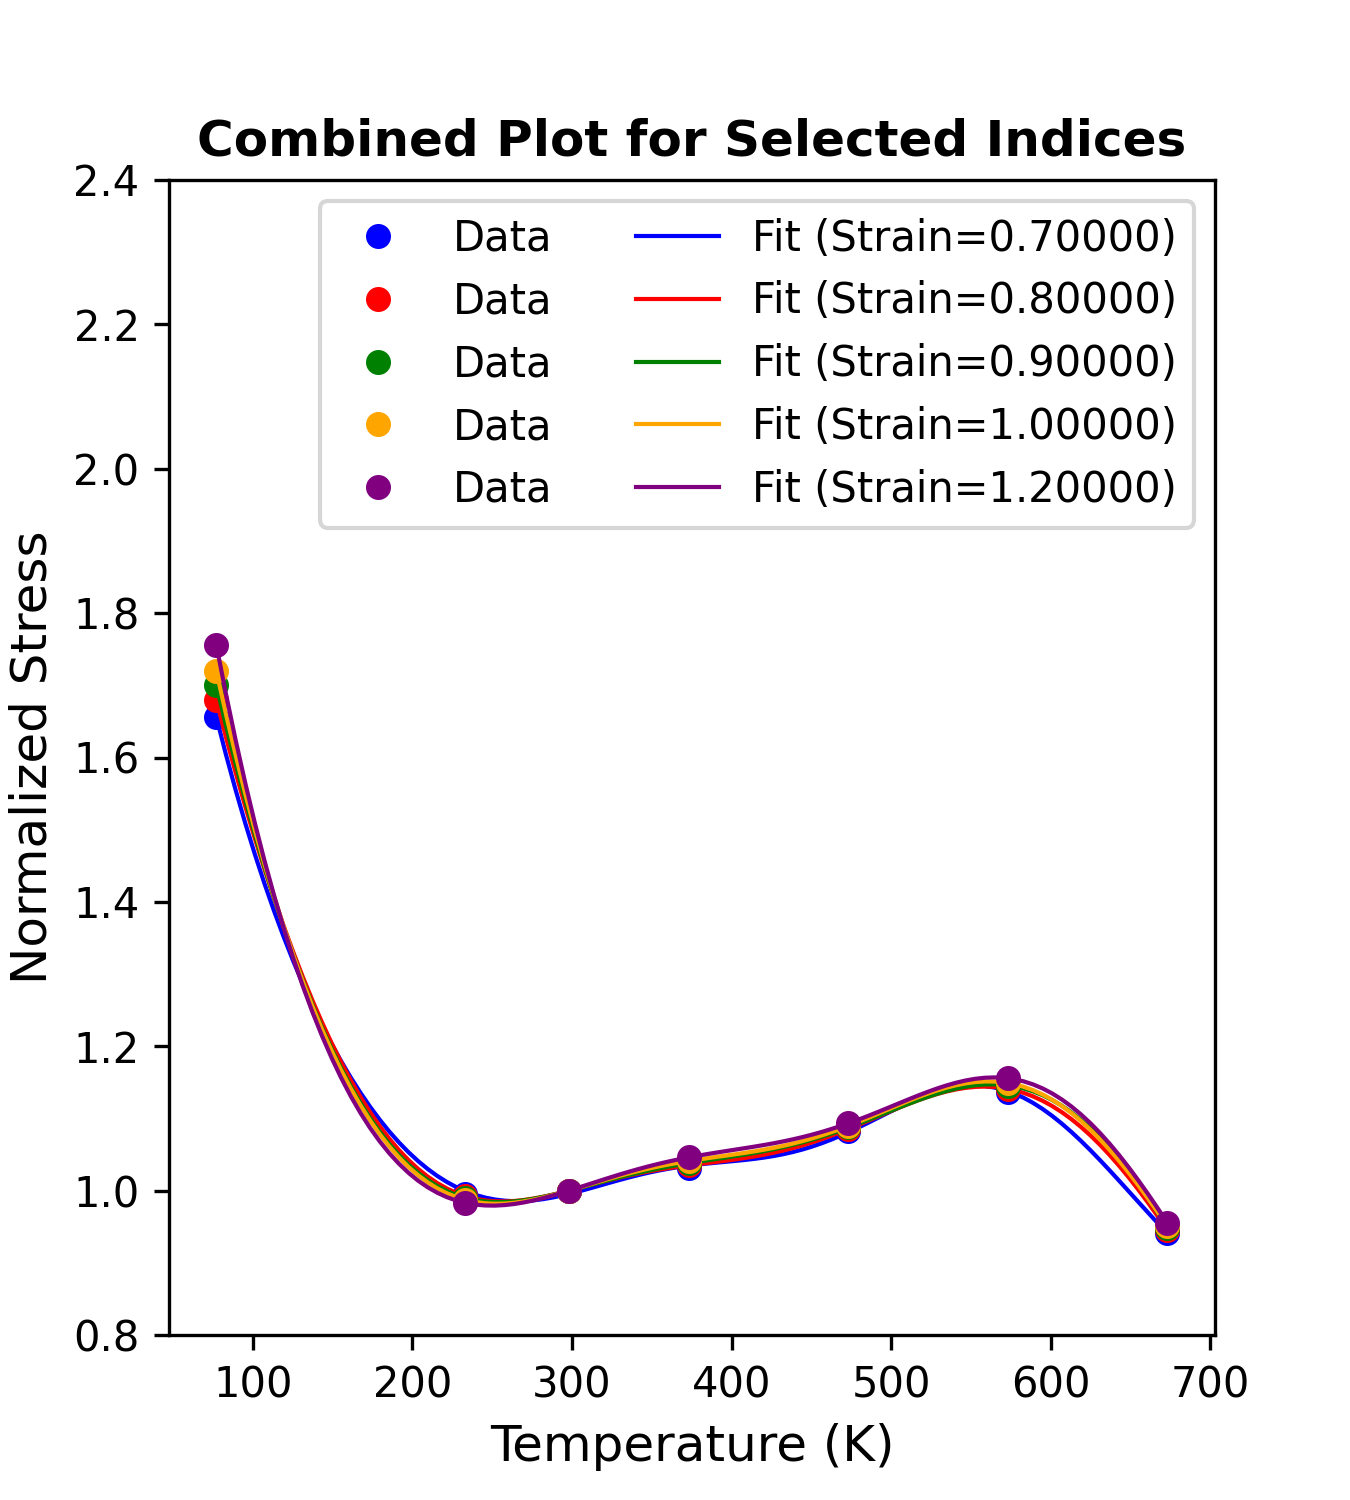 Combined Plot for Selected Indices
2.4
2.2
2.0
1.8
1.6
1.4
1.2
1.0
0.8
Normalized Stress
Data Fit (Strain=0.70000)
Data Fit (Strain=0.80000)
Data Fit (Strain=0.90000)
Data Fit (Strain=1.00000)
Data Fit (Strain=1.20000)
100 200 300 400 500 600 700
Temperature (K)